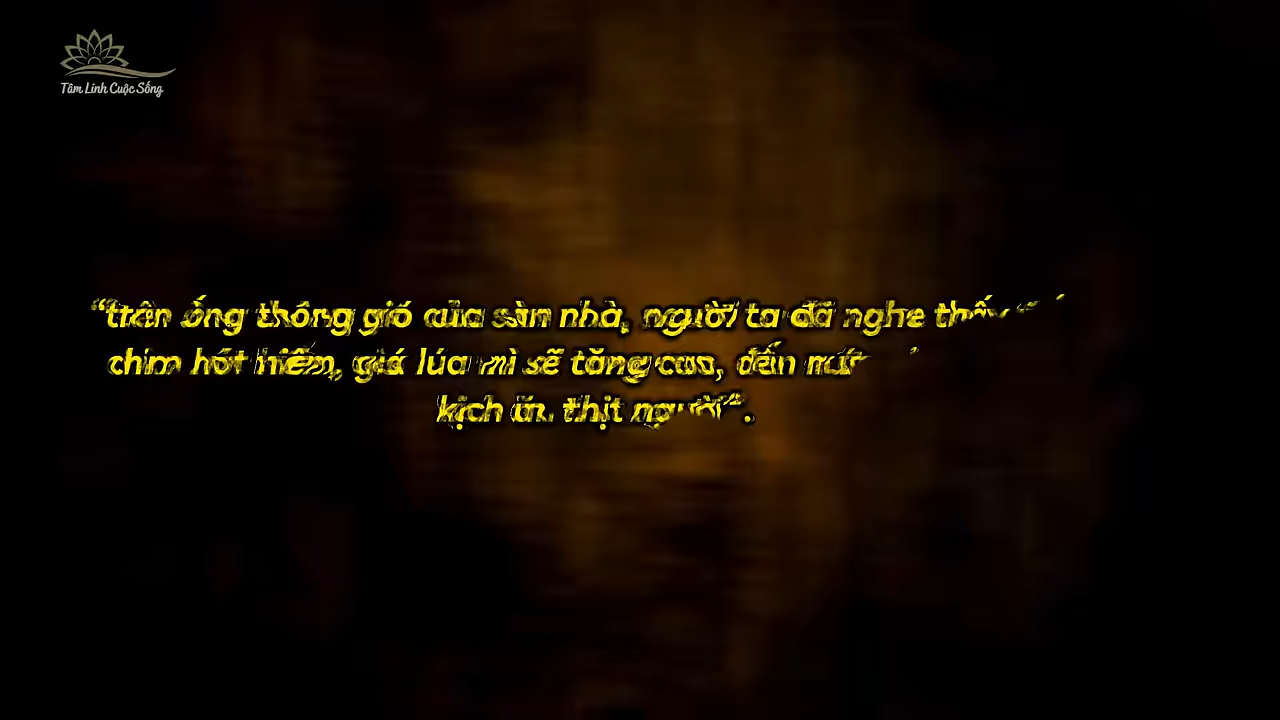 Tâm Linh Cuộc Sống
“trên ống thông gió của sàn nhà, người ta đã nghe thấy
chim hót hiếm, giá lúa mì sẽ tăng cao, đến mức
kịch ăn thịt người”.